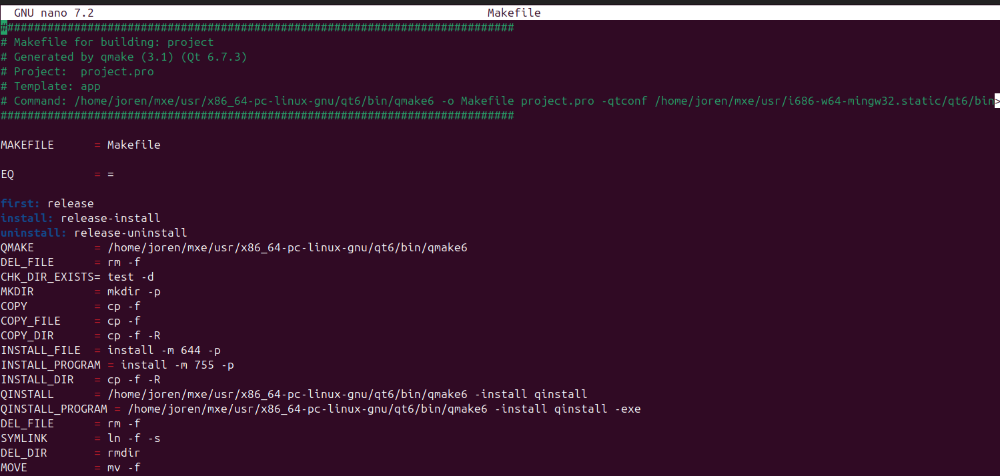 GNU nano 7.2 Makefile
#############################################################################
# Makefile for building: project
# Generated by qmake (3.1) (Qt 6.7.3)
# Project:  project.pro
# Template: app
# Command: /home/joren/mxe/usr/x86_64-pc-linux-gnu/qt6/bin/qmake6 -o Makefile project.pro -qtconf /home/joren/mxe/usr/i686-w64-mingw32.static/qt6/bin>
#############################################################################
MAKEFILE      = Makefile
EQ            = =
first: release
install: release-install
uninstall: release-uninstall
QMAKE         = /home/joren/mxe/usr/x86_64-pc-linux-gnu/qt6/bin/qmake6
DEL_FILE      = rm -f
CHK_DIR_EXISTS= test -d
MKDIR         = mkdir -p
COPY          = cp -f
COPY_FILE     = cp -f
COPY_DIR      = cp -f -R
INSTALL_FILE  = install -m 644 -p
INSTALL_PROGRAM = install -m 755 -p
INSTALL_DIR   = cp -f -R
QINSTALL      = /home/joren/mxe/usr/x86_64-pc-linux-gnu/qt6/bin/qmake6 -install qinstall
QINSTALL_PROGRAM = /home/joren/mxe/usr/x86_64-pc-linux-gnu/qt6/bin/qmake6 -install qinstall -exe
DEL_FILE      = rm -f
SYMLINK       = ln -f -s
DEL_DIR       = rmdir
MOVE          = mv -f